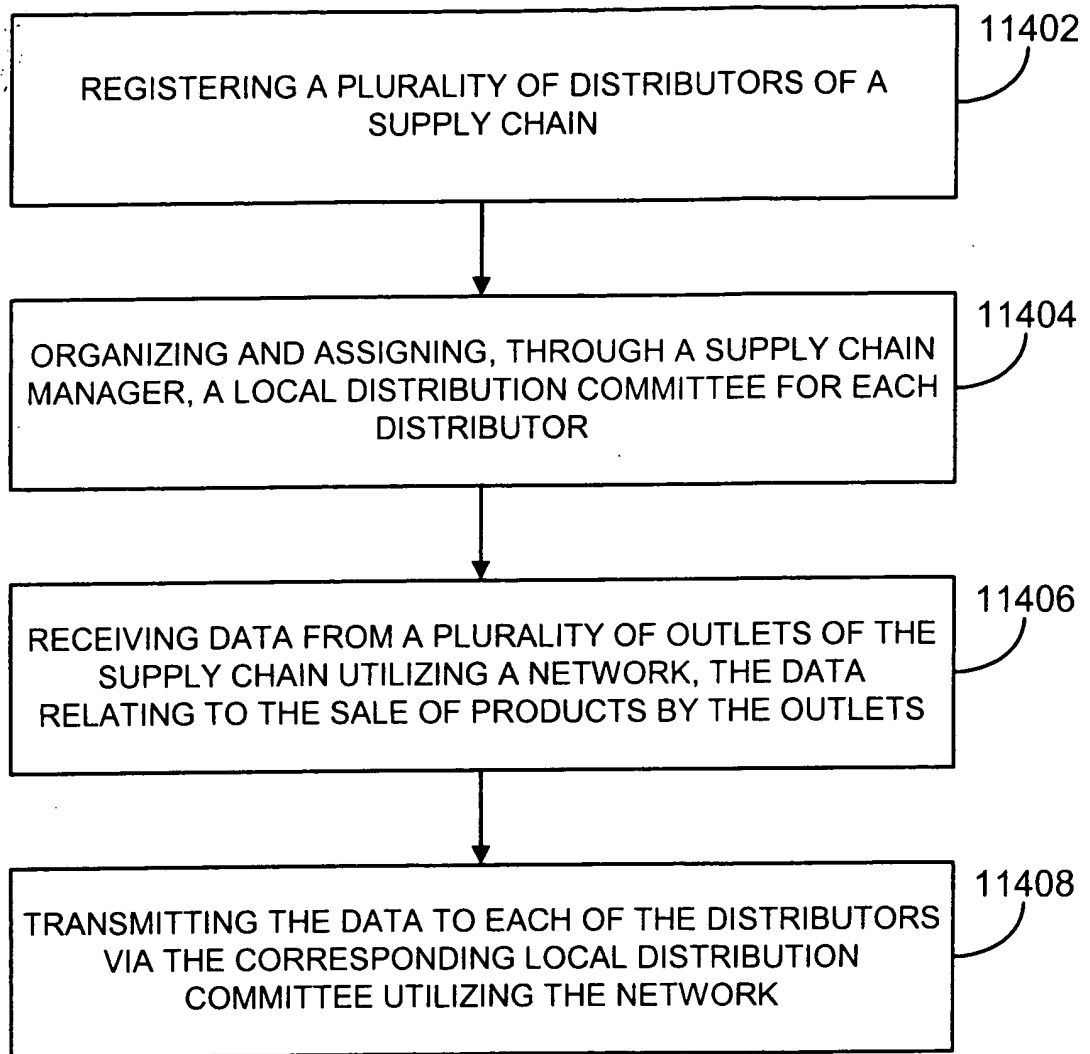 11402
REGISTERING A PLURALITY OF DISTRIBUTORS OF A
SUPPLY CHAIN
11404
ORGANIZING AND ASSIGNING, THROUGH A SUPPLY CHAIN
MANAGER, A LOCAL DISTRIBUTION COMMITTEE FOR EACH
DISTRIBUTOR
11406
RECEIVING DATA FROM A PLURALITY OF OUTLETS OF THE
SUPPLY CHAIN UTILIZING A NETWORK, THE DATA
RELATING TO THE SALE OF PRODUCTS BY THE OUTLETS
11408
TRANSMITTING THE DATA TO EACH OF THE DISTRIBUTORS
VIA THE CORRESPONDING LOCAL DISTRIBUTION
COMMITTEE UTILIZING THE NETWORK